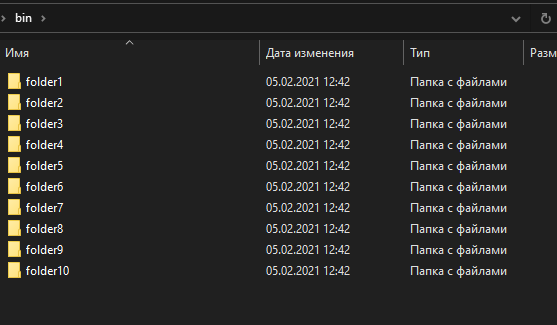 bin
Имя Дата изменения Тип Разм
folder1 05.02.2021 12:42 Папка с файлами
folder2 05.02.2021 12:42 Папка с файлами
folder3 05.02.2021 12:42 Папка с файлами
folder4 05.02.2021 12:42 Папка с файлами
folder5 05.02.2021 12:42 Папка с файлами
folder6 05.02.2021 12:42 Папка с файлами
folder7 05.02.2021 12:42 Папка с файлами
folder8 05.02.2021 12:42 Папка с файлами
folder9 05.02.2021 12:42 Папка с файлами
folder10 05.02.2021 12:42 Папка с файлами